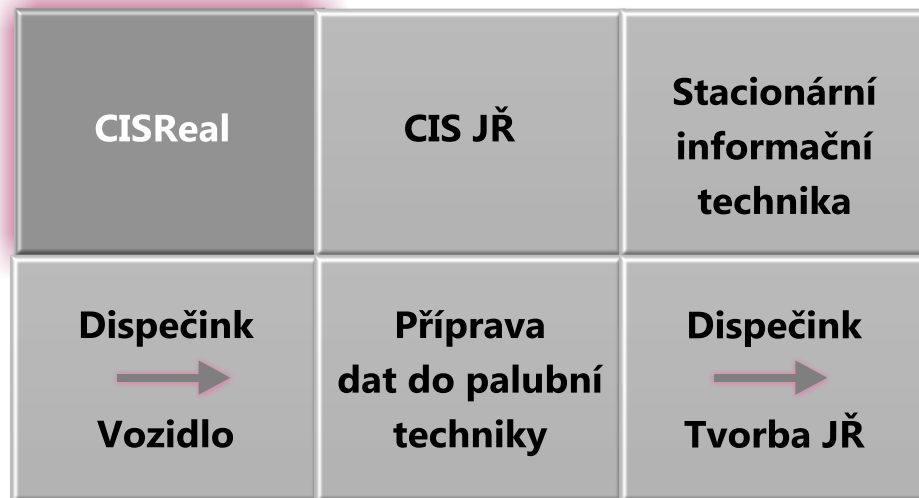 CISReal
CIS JŘ
Stacionární
informační
technika
Dispečink
Vozidlo
Příprava
dat do palubní
techniky
Dispečink
Tvorba JŘ